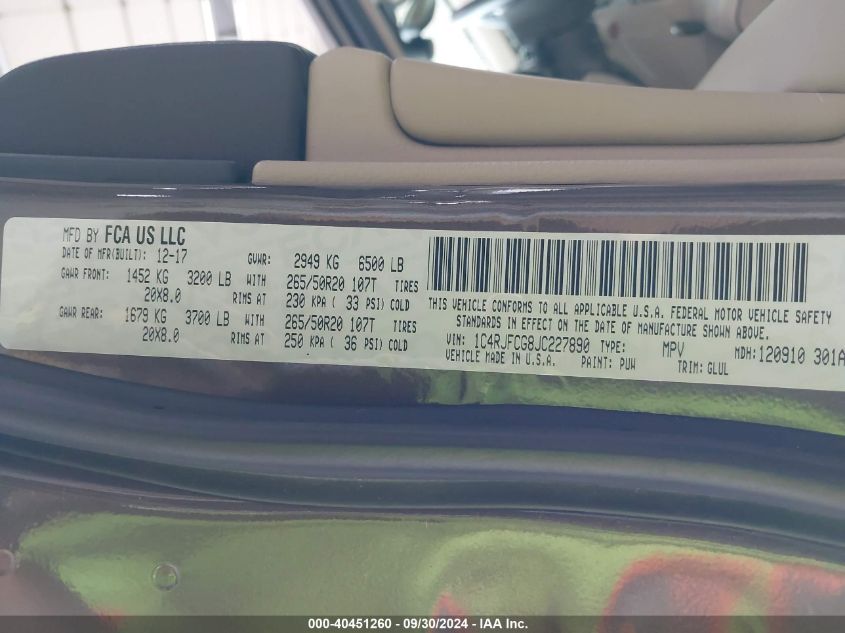 MFD BY FCA US LLC
DATE OF MFR(BUILT): 12-17 GVWR: 2949 KG 6500 LB
GAWR FRONT: 1452 KG 3200 LB WITH 265/50R20 107T TIRES
20X8.0 RIMS AT 230 KPA ( 33 PSI) COLD
GAWR REAR: 1679 KG 3700 LB WITH 265/50R20 107T TIRES
20X8.0 RIMS AT 250 KPA ( 36 PSI) COLD
THIS VEHICLE CONFORMS TO ALL APPLICABLE U.S.A. FEDERAL MOTOR VEHICLE SAFETY
STANDARDS IN EFFECT ON THE DATE OF MANUFACTURE SHOWN ABOVE.
VIN: 1C4RJFCG8JC227890 TYPE: MPV MDH:120910 301A
VEHICLE MADE IN U.S.A. PAINT: PUW TRIM: GLUL
000-40451260 - 09/30/2024 - IAA Inc.